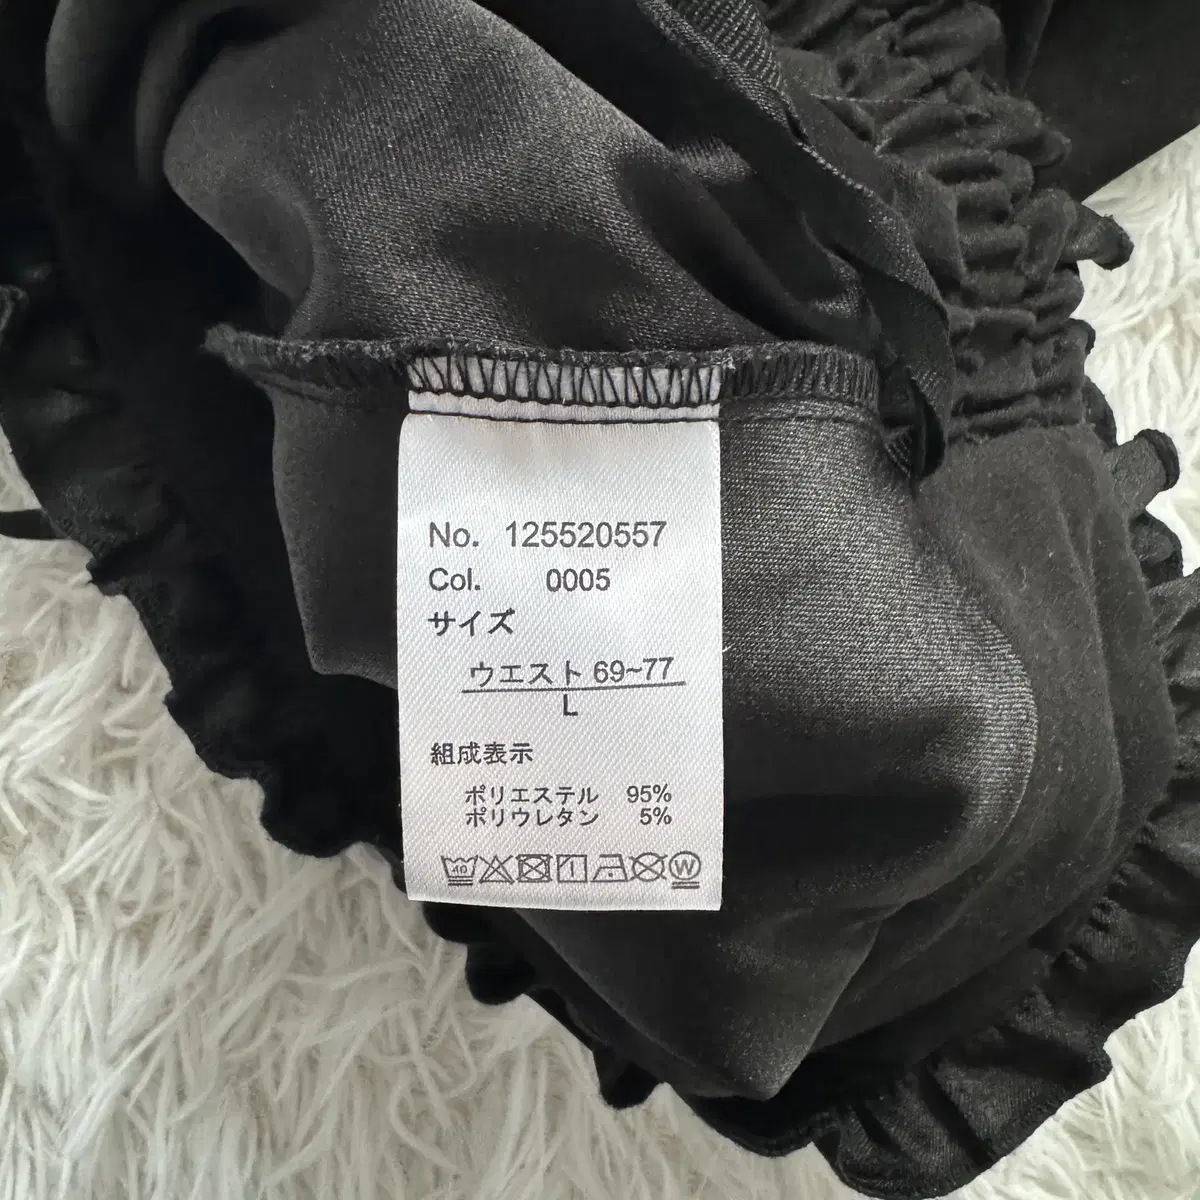 No. 125520557
Col. 0005
サイズ
ウエスト 69~77
L
組成表示
ポリエステル 95%
ポリウレタン 5%
40 W